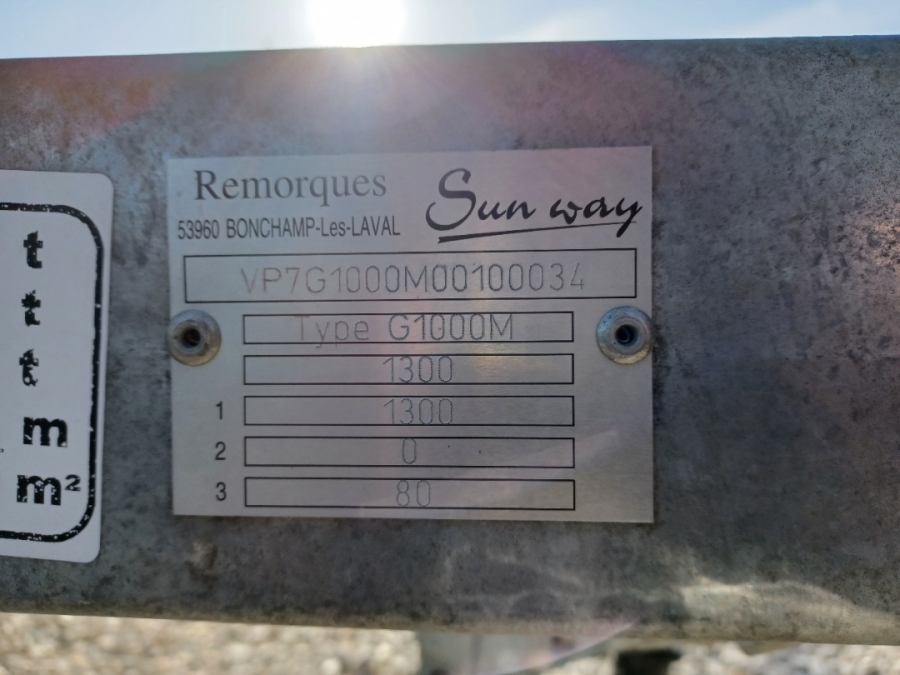 Remorques
Sun way
53960 BONCHAMP-Les-LAVAL
VP7G1000M00100034
Type G1000M
1300
1 1300
2 0
3 80
t
t
t
m
m²